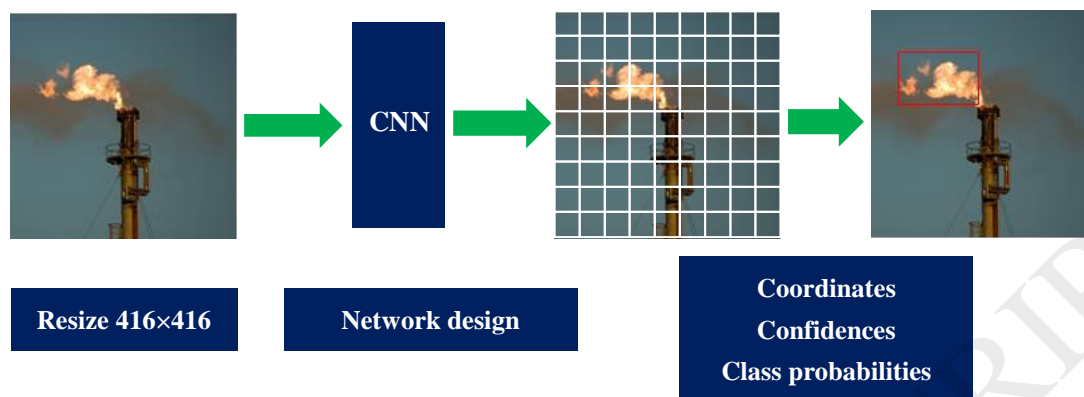 CNN
Resize 416×416
Network design
Coordinates
Confidences
Class probabilities